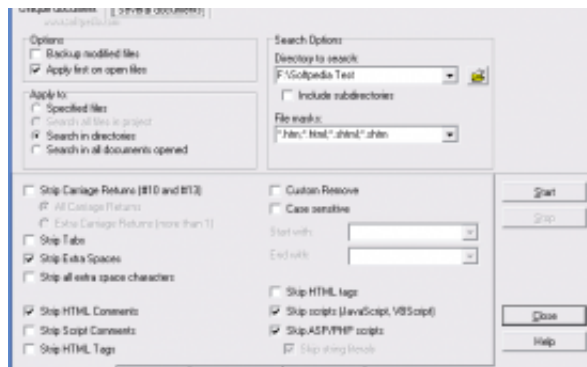 Unique document Several documents
Options
Backup modified files
Apply first on open files
Apply to:
Specified files
Search all files in project
Search in directories
Search in all documents opened
Search Options
Directory to search:
F:\Softpedia Test
Include subdirectories
File masks:
*.htm;*.html;*.shtml;*.shtm
Strip Carriage Returns (#10 and #13)
All Carriage Returns
Extra Carriage Returns (more than 1)
Strip Tabs
Strip Extra Spaces
Strip all extra space characters
Strip HTML Comments
Strip Script Comments
Strip HTML Tags
Custom Remove
Case sensitive
Start with:
End with:
Skip HTML tags
Skip scripts (JavaScript, VBScript)
Skip ASP/PHP scripts
Skip string literals
Start
Stop
Close
Help